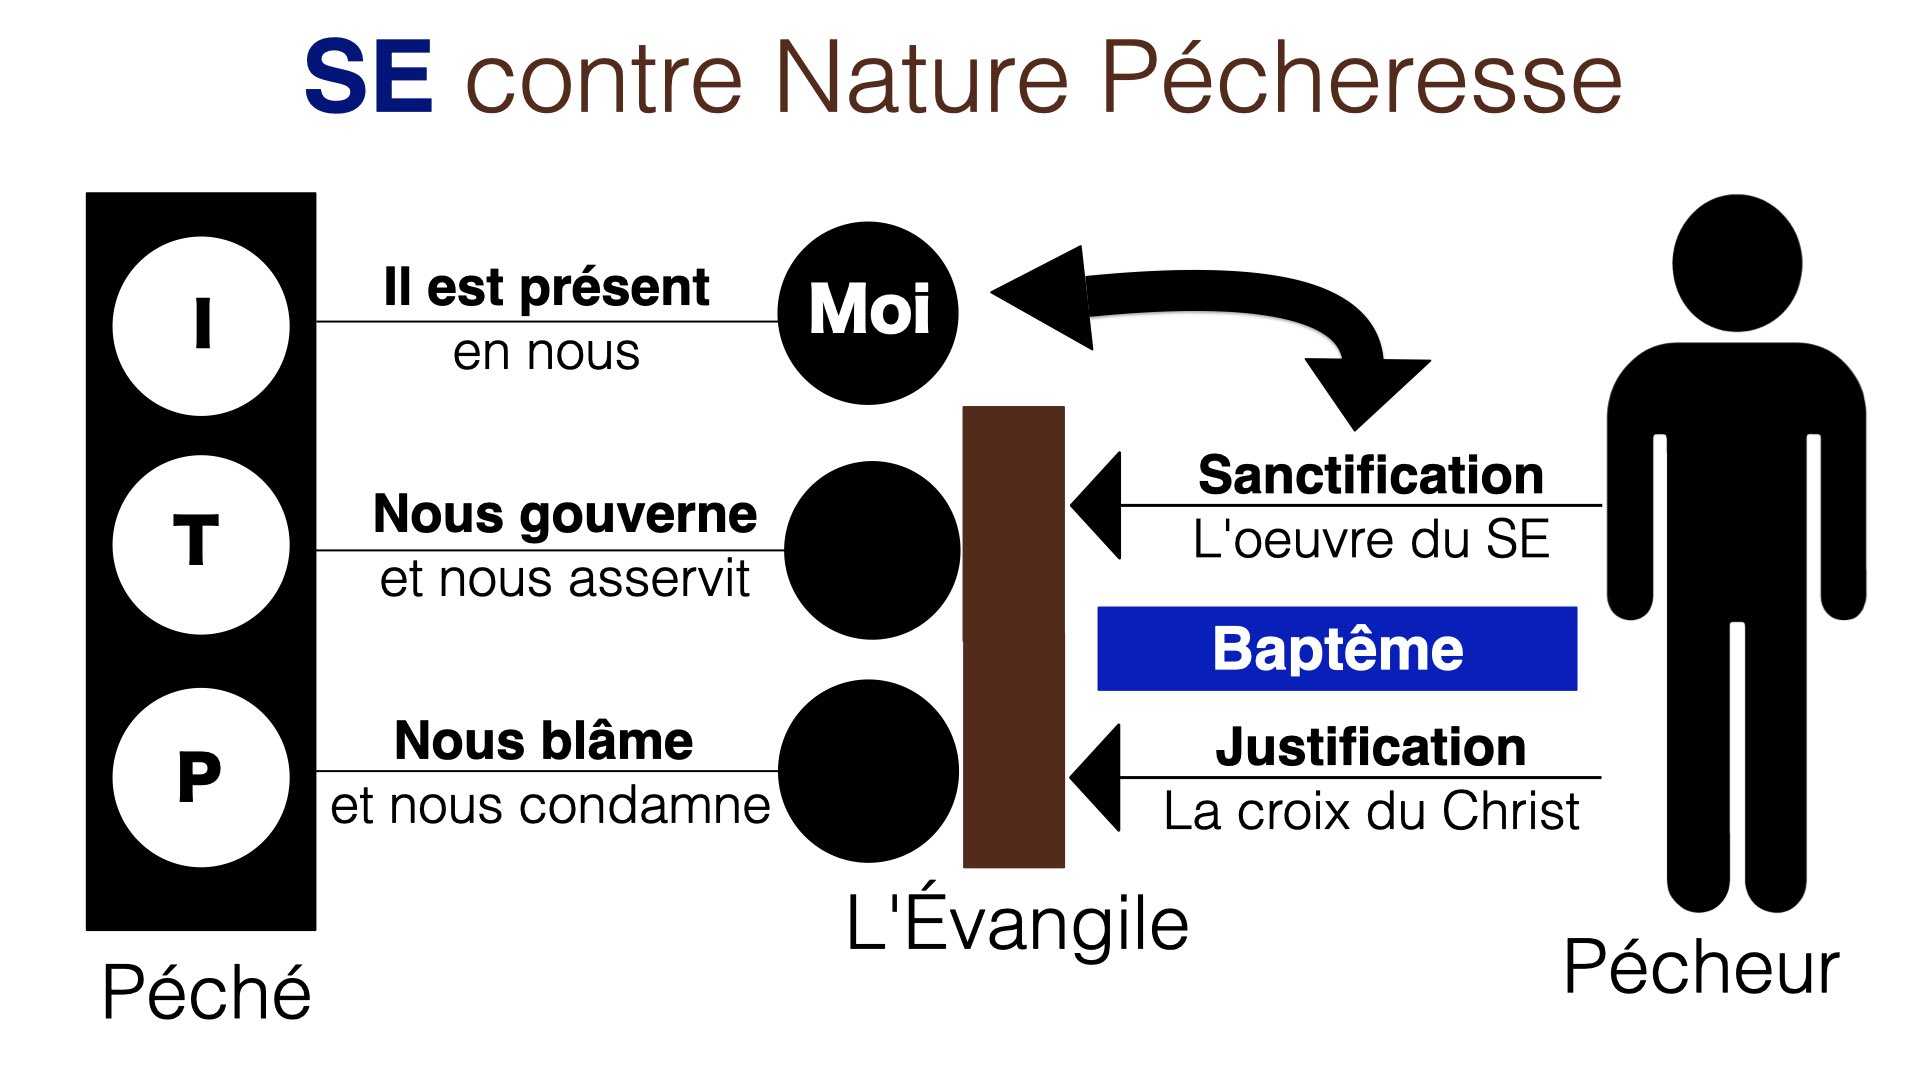 SE contre Nature Pécheresse
I
Il est présent
en nous
Moi
T
Nous gouverne
et nous asservit
Sanctification
L'oeuvre du SE
Baptême
P
Nous blâme
et nous condamne
Justification
La croix du Christ
L'Évangile
Péché
Pécheur